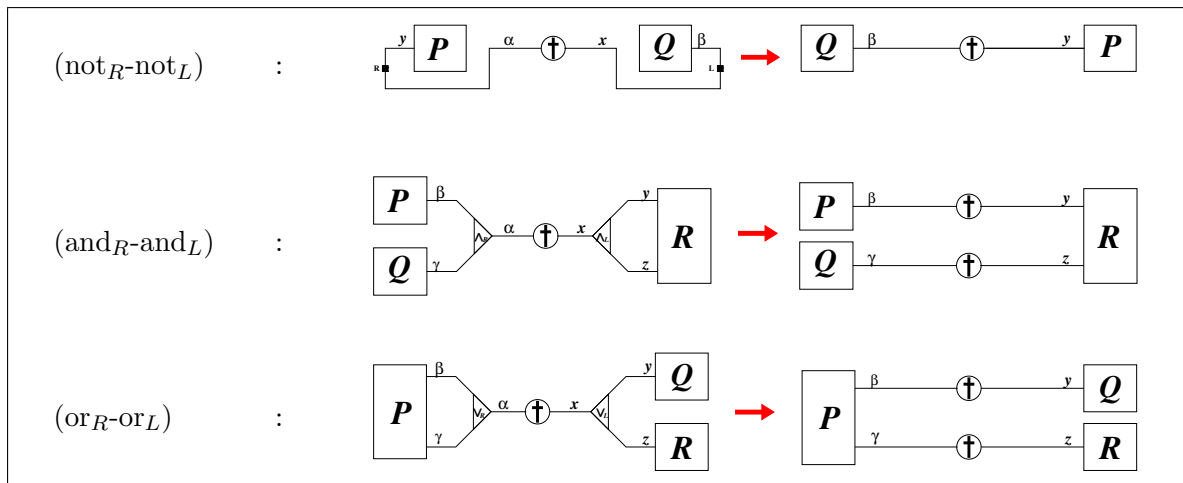 y P α † x Q β Q β † y P
(not_R-not_L) : R L
P β y β y
α † x R P † R
(and_R-and_L) : ∧_R ∧_L
Q γ z Q γ † z
β y Q β † y Q
P α † x P
(or_R-or_L) : ∨_R ∨_L
γ z R γ † z R